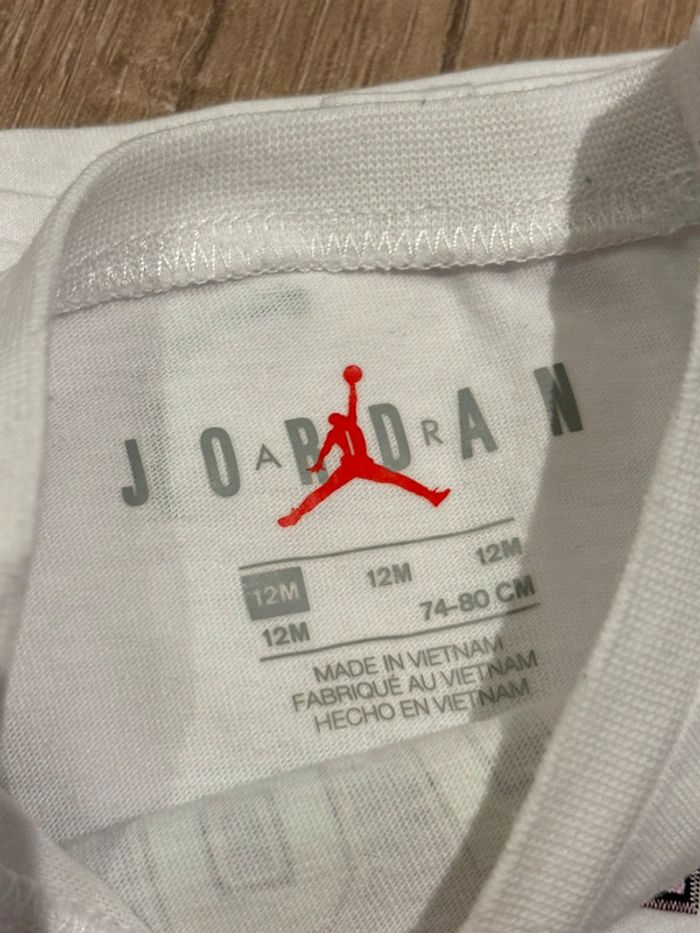 JORDAN
AIR
12M 12M 12M
12M 74-80 CM
MADE IN VIETNAM
FABRIQUÉ AU VIETNAM
HECHO EN VIETNAM